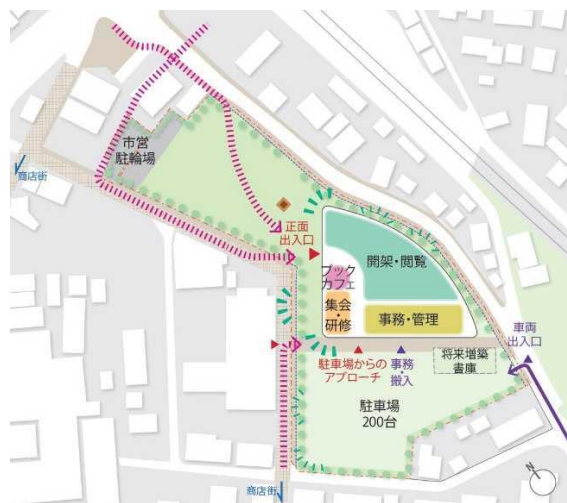 市営
駐輪場
商店街
正面
出入口
開架・閲覧
ブック
カフェ
集会
・
研修
事務・管理
車両
出入口
駐車場からの
アプローチ
事務
・
搬入
将来増築
書庫
駐車場
200台
商店街
N